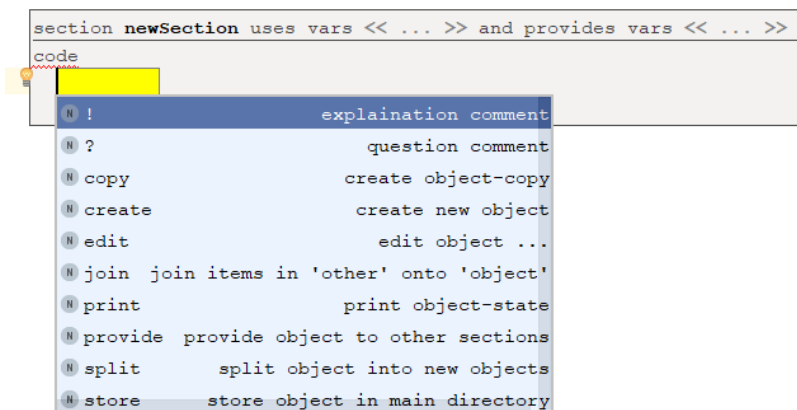 section newSection uses vars << ... >> and provides vars << ... >>
code
N ! explaination comment
N ? question comment
N copy create object-copy
N create create new object
N edit edit object ...
N join join items in 'other' onto 'object'
N print print object-state
N provide provide object to other sections
N split split object into new objects
N store store object in main directory